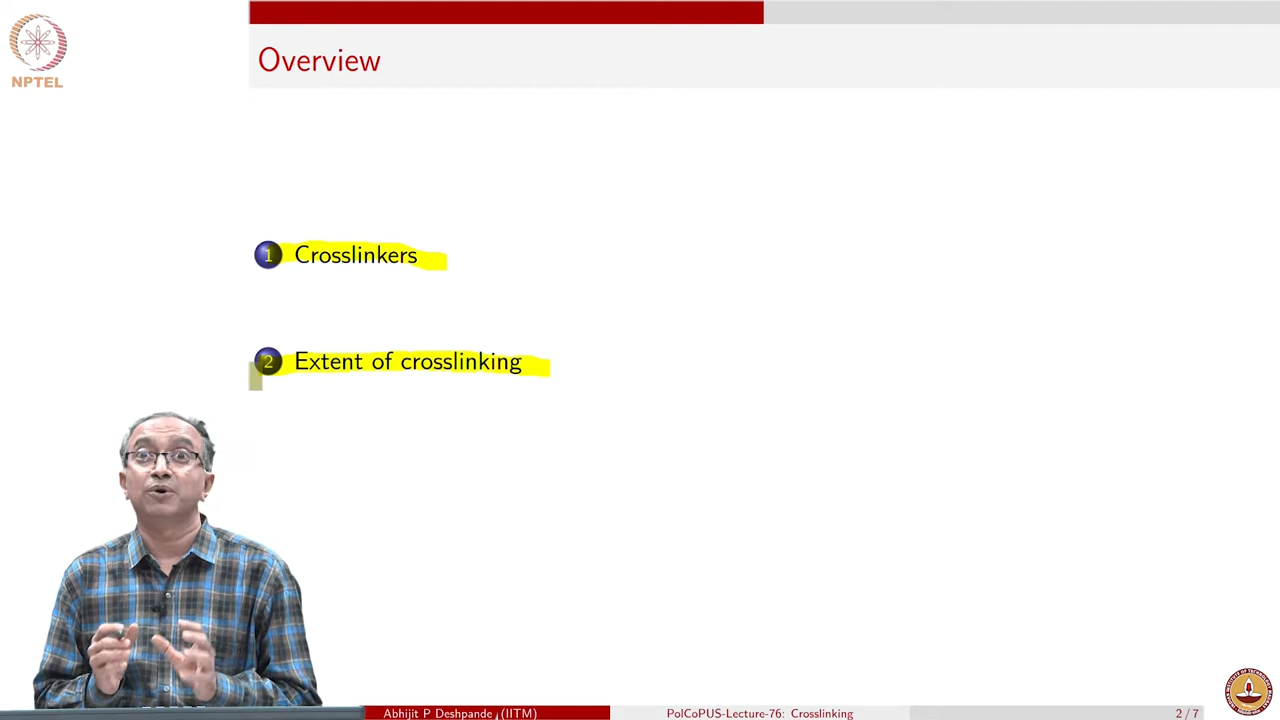 NPTEL
Overview
1 Crosslinkers
2 Extent of crosslinking
Abhijit P Deshpande (IITM) PolCoPUS-Lecture-76: Crosslinking 2 / 7